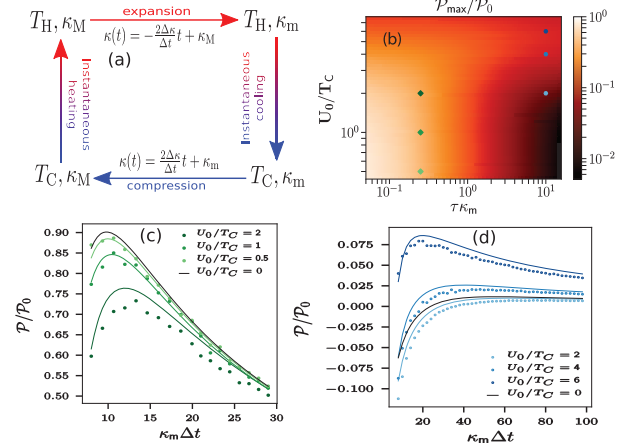 T_H, κ_M
expansion
T_H, κ_m
κ(t) = −2Δκ/Δt t + κ_M
(a)
Instantaneous
heating
Instantaneous
cooling
T_C, κ_M
κ(t) = 2Δκ/Δt t + κ_m
compression
T_C, κ_m
𝒫_max/𝒫_0
(b)
U_0/T_C
10^0
10^−1
10^0
10^1
τκ_m
10^0
10^−1
10^−2
(c)
𝒫/𝒫_0
0.90
0.85
0.80
0.75
0.70
0.65
0.60
0.55
0.50
U_0/T_C = 2
U_0/T_C = 1
U_0/T_C = 0.5
U_0/T_C = 0
10
15
20
25
30
κ_mΔt
(d)
𝒫/𝒫_0
0.075
0.050
0.025
0.000
−0.025
−0.050
−0.075
−0.100
U_0/T_C = 2
U_0/T_C = 4
U_0/T_C = 6
U_0/T_C = 0
20
40
60
80
100
κ_mΔt